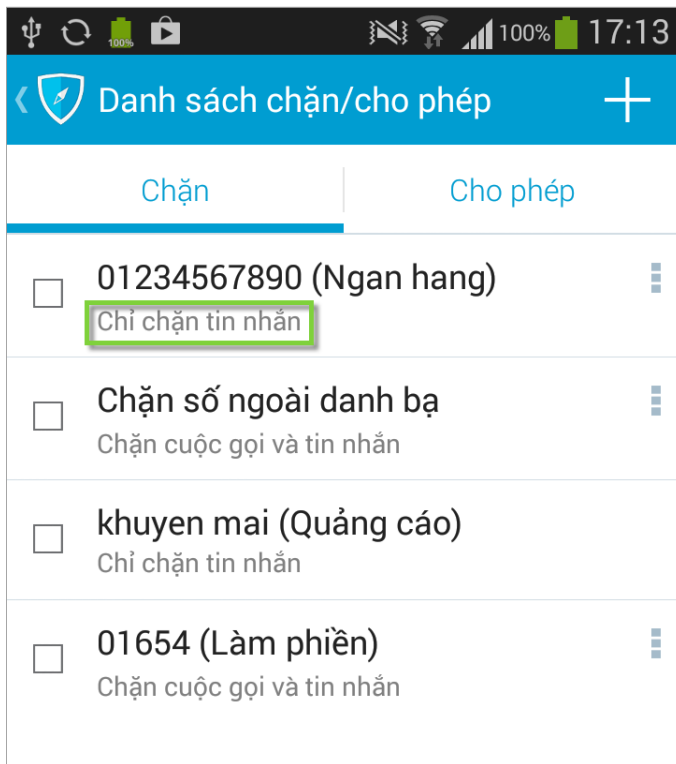 100% 100% 17:13
Danh sách chặn/cho phép
Chặn Cho phép
01234567890 (Ngan hang)
Chỉ chặn tin nhắn
Chặn số ngoài danh bạ
Chặn cuộc gọi và tin nhắn
khuyen mai (Quảng cáo)
Chỉ chặn tin nhắn
01654 (Làm phiền)
Chặn cuộc gọi và tin nhắn